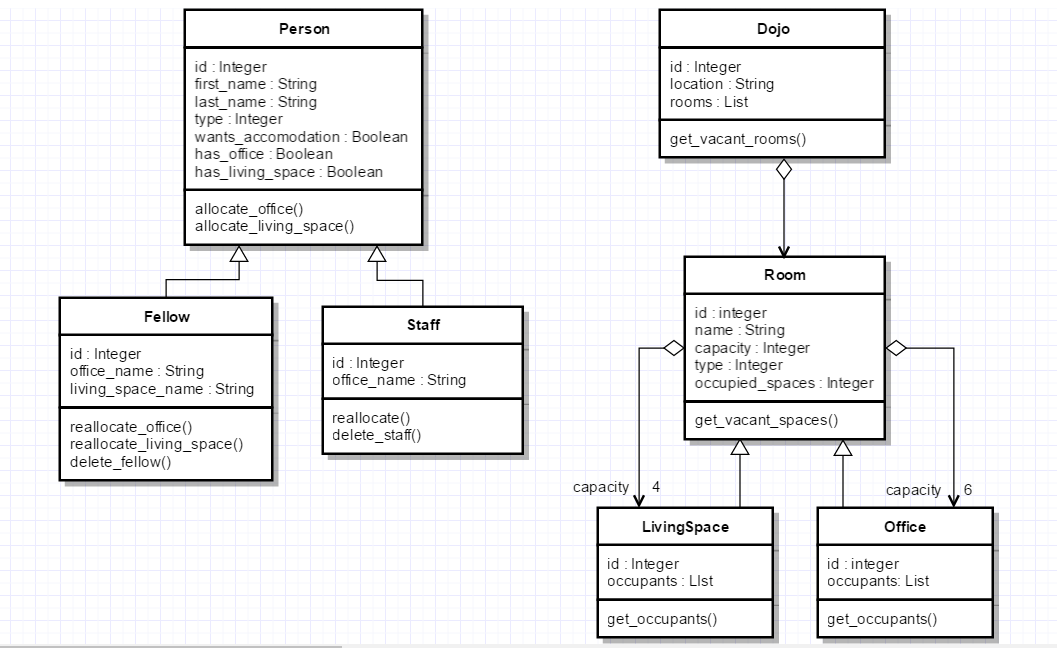 Person
id : Integer
first_name : String
last_name : String
type : Integer
wants_accomodation : Boolean
has_office : Boolean
has_living_space : Boolean
allocate_office()
allocate_living_space()
Dojo
id : Integer
location : String
rooms : List
get_vacant_rooms()
Fellow
id : Integer
office_name : String
living_space_name : String
reallocate_office()
reallocate_living_space()
delete_fellow()
Staff
id : Integer
office_name : String
reallocate()
delete_staff()
Room
id : integer
name : String
capacity : Integer
type : Integer
occupied_spaces : Integer
get_vacant_spaces()
capacity 4
capacity 6
LivingSpace
id : Integer
occupants : LIst
get_occupants()
Office
id : integer
occupants: List
get_occupants()